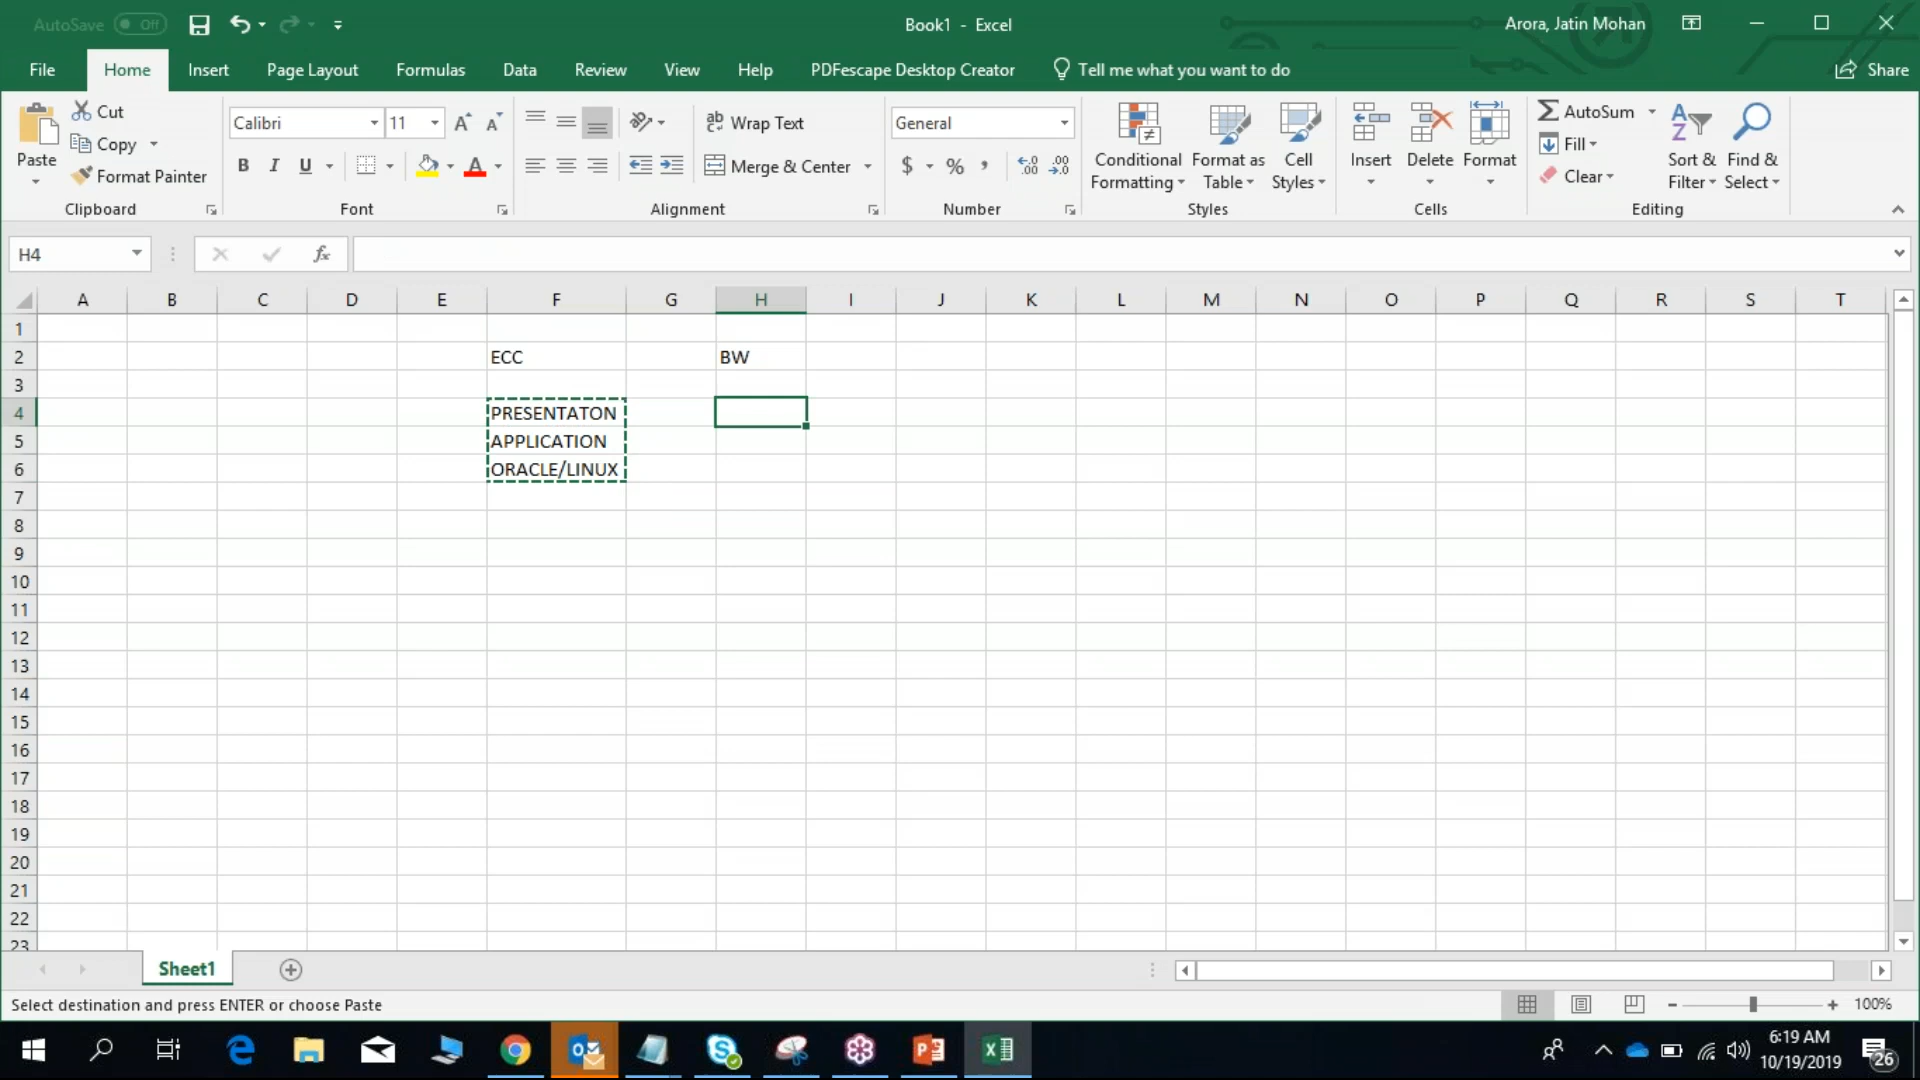 AutoSave Off
Book1 - Excel
Arora, Jatin Mohan
File Home Insert Page Layout Formulas Data Review View Help PDFescape Desktop Creator Tell me what you want to do Share
Paste
Cut
Copy
Format Painter
Clipboard
Calibri 11
B I U
Font
Wrap Text
Merge & Center
Alignment
General
$ % ,
Number
Conditional Formatting
Format as Table
Cell Styles
Styles
Insert
Delete
Format
Cells
AutoSum
Fill
Clear
Sort & Filter
Find & Select
Editing
H4 fx
A B C D E F G H I J K L M N O P Q R S T
1
2 ECC BW
3
4 PRESENTATON
5 APPLICATION
6 ORACLE/LINUX
7
8
9
10
11
12
13
14
15
16
17
18
19
20
21
22
23
Sheet1
Select destination and press ENTER or choose Paste
100%
6:19 AM
10/19/2019
26